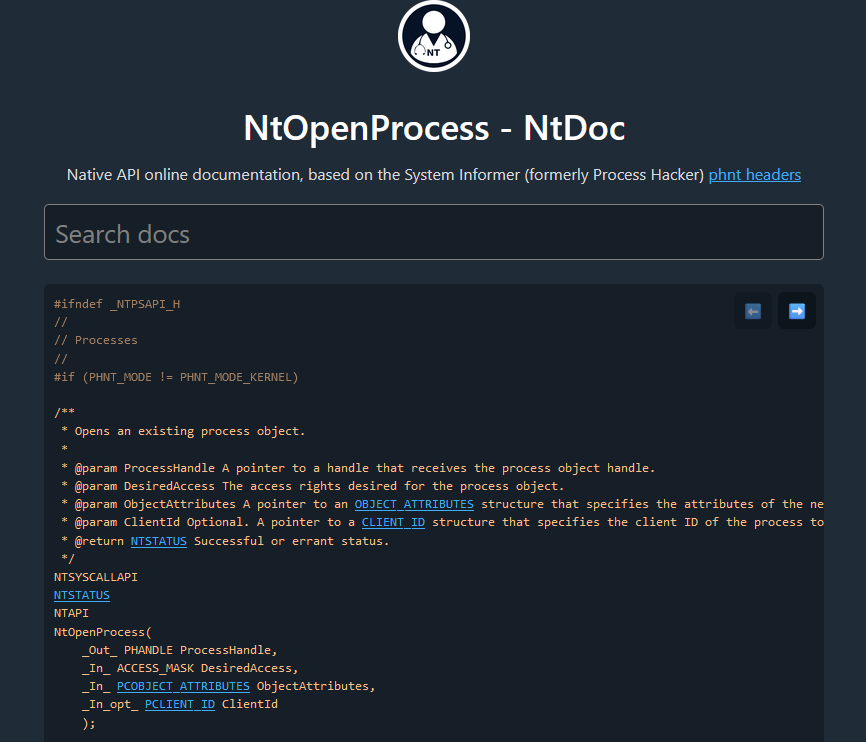 NT
NtOpenProcess - NtDoc
Native API online documentation, based on the System Informer (formerly Process Hacker) phnt headers
Search docs
#ifndef _NTPSAPI_H
//
// Processes
//
#if (PHNT_MODE != PHNT_MODE_KERNEL)
/**
 * Opens an existing process object.
 *
 * @param ProcessHandle A pointer to a handle that receives the process object handle.
 * @param DesiredAccess The access rights desired for the process object.
 * @param ObjectAttributes A pointer to an OBJECT_ATTRIBUTES structure that specifies the attributes of the ne
 * @param ClientId Optional. A pointer to a CLIENT_ID structure that specifies the client ID of the process to
 * @return NTSTATUS Successful or errant status.
 */
NTSYSCALLAPI
NTSTATUS
NTAPI
NtOpenProcess(
    _Out_ PHANDLE ProcessHandle,
    _In_ ACCESS_MASK DesiredAccess,
    _In_ PCOBJECT_ATTRIBUTES ObjectAttributes,
    _In_opt_ PCLIENT_ID ClientId
    );